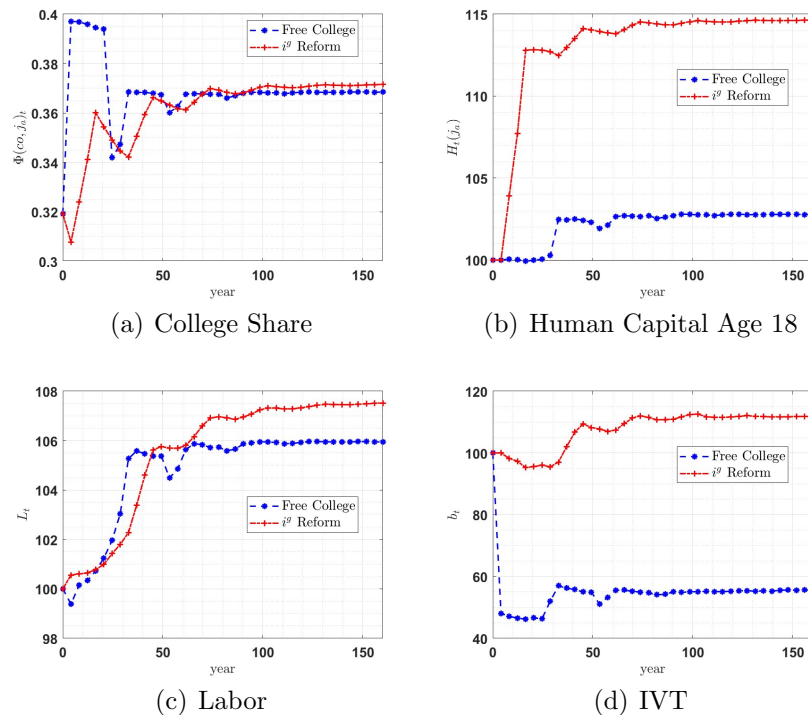 0.4
0.38
0.36
0.34
0.32
0.3
Φ(co, j_a)_t
Free College
i^g Reform
0 50 100 150
year
(a) College Share
115
110
105
100
H_t(j_a)
Free College
i^g Reform
0 50 100 150
year
(b) Human Capital Age 18
108
106
104
102
100
98
L_t
Free College
i^g Reform
0 50 100 150
year
(c) Labor
120
100
80
60
40
b_t
Free College
i^g Reform
0 50 100 150
year
(d) IVT